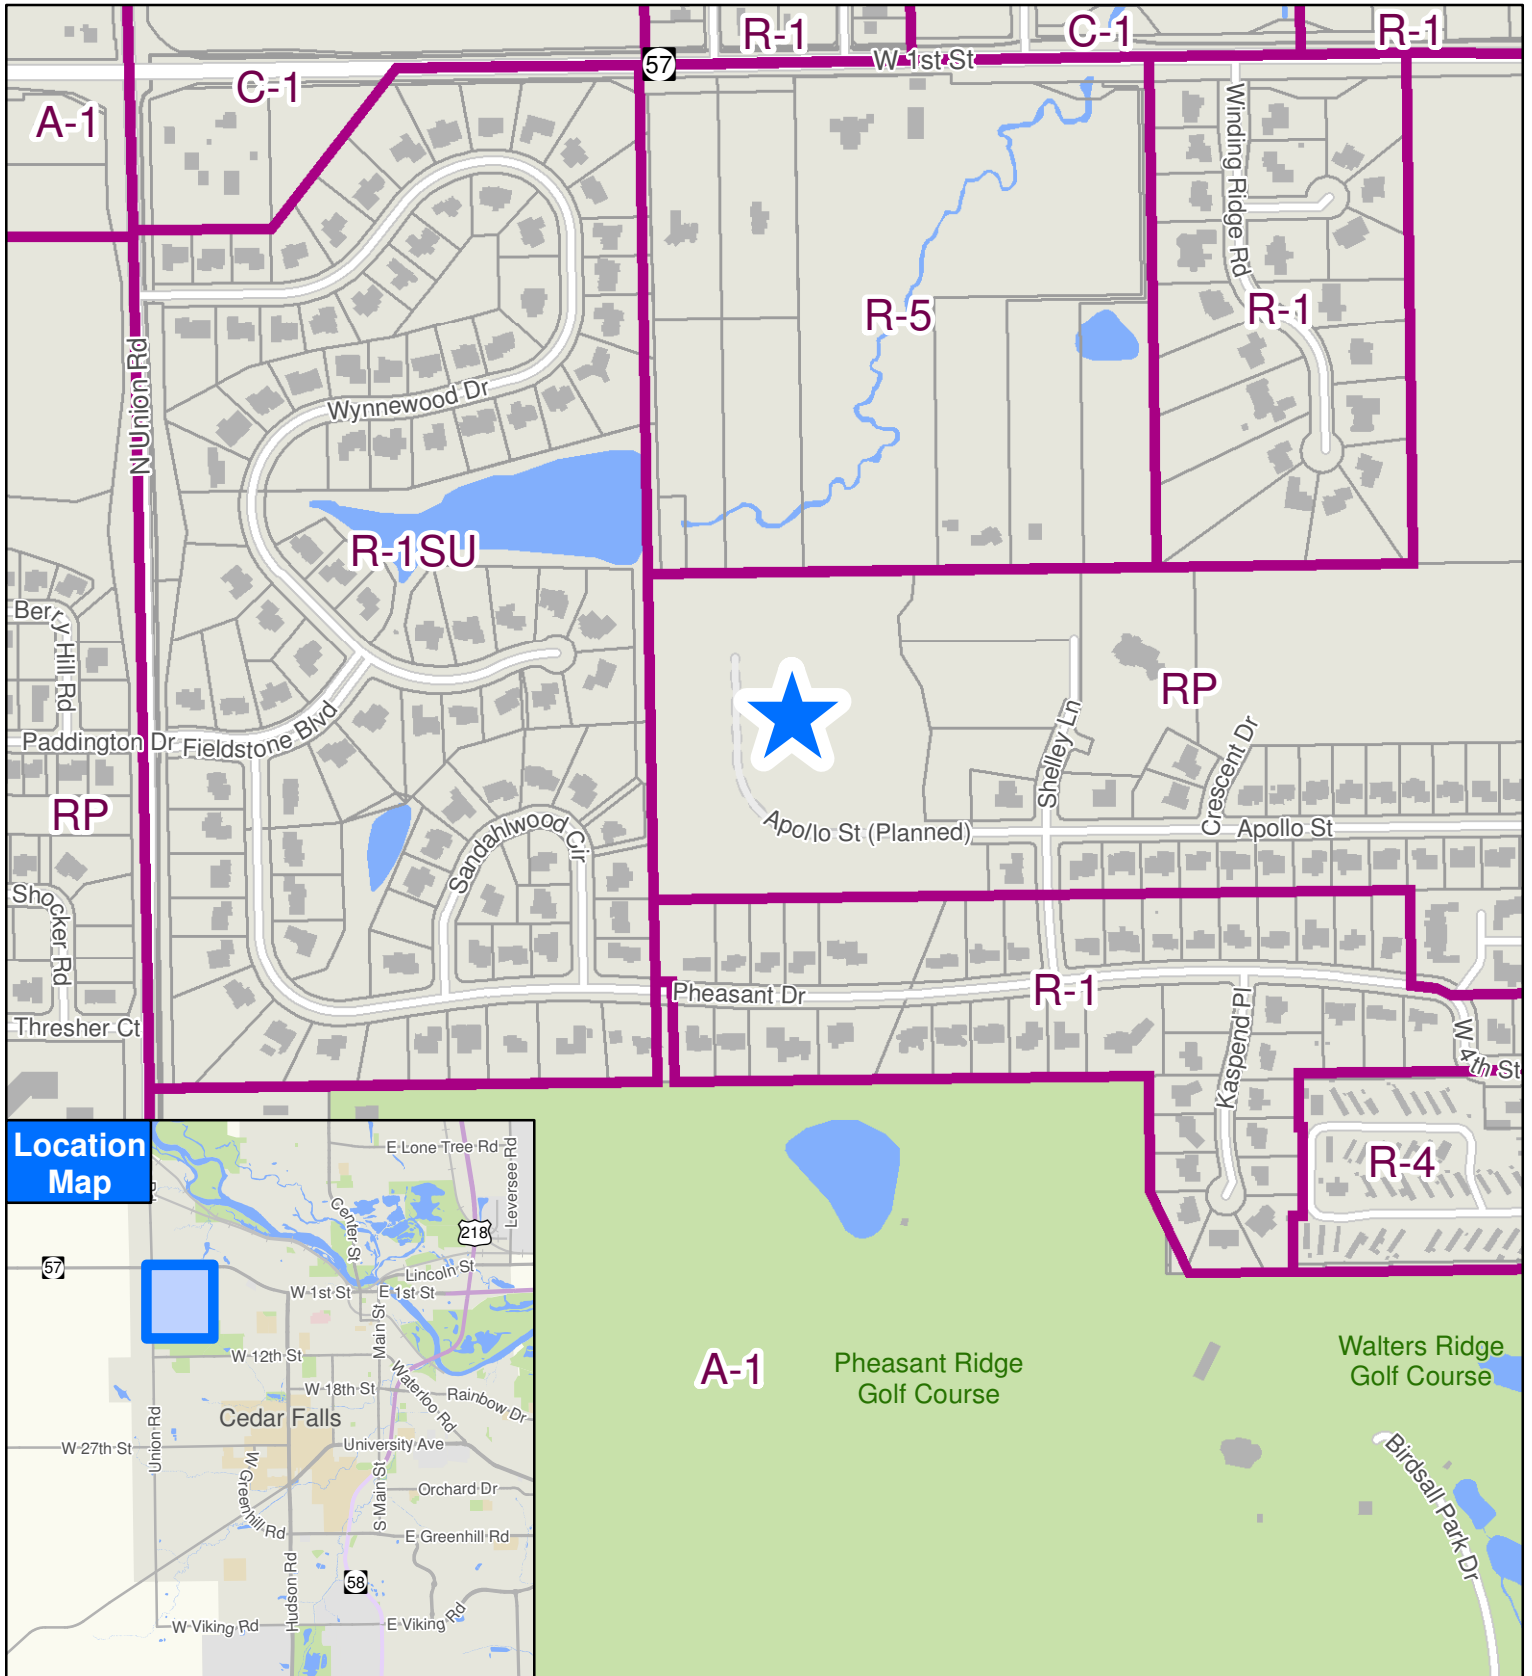 R-1
C-1
R-1
57
W 1st St
C-1
A-1
Winding Ridge Rd
R-5
R-1
N Union Rd
Wynnewood Dr
R-1SU
Berry Hill Rd
RP
Paddington Dr
Fieldstone Blvd
Shelley Ln
Crescent Dr
RP
Sandahlwood Cir
Apollo St (Planned)
Apollo St
Shocker Rd
Pheasant Dr
R-1
Thresher Ct
Kaspend Pl
W 4th St
R-4
A-1
Pheasant Ridge
Golf Course
Walters Ridge
Golf Course
Birdsall Park Dr
Location
Map
E Lone Tree Rd
Leversee Rd
Center St
218
57
Lincoln St
W 1st St
E 1st St
Main St
W 12th St
W 18th St
Waterloo Rd
Rainbow Dr
Cedar Falls
Union Rd
W 27th St
University Ave
W Greenhill Rd
S Main St
Orchard Dr
E Greenhill Rd
Hudson Rd
58
W Viking Rd
E Viking Rd